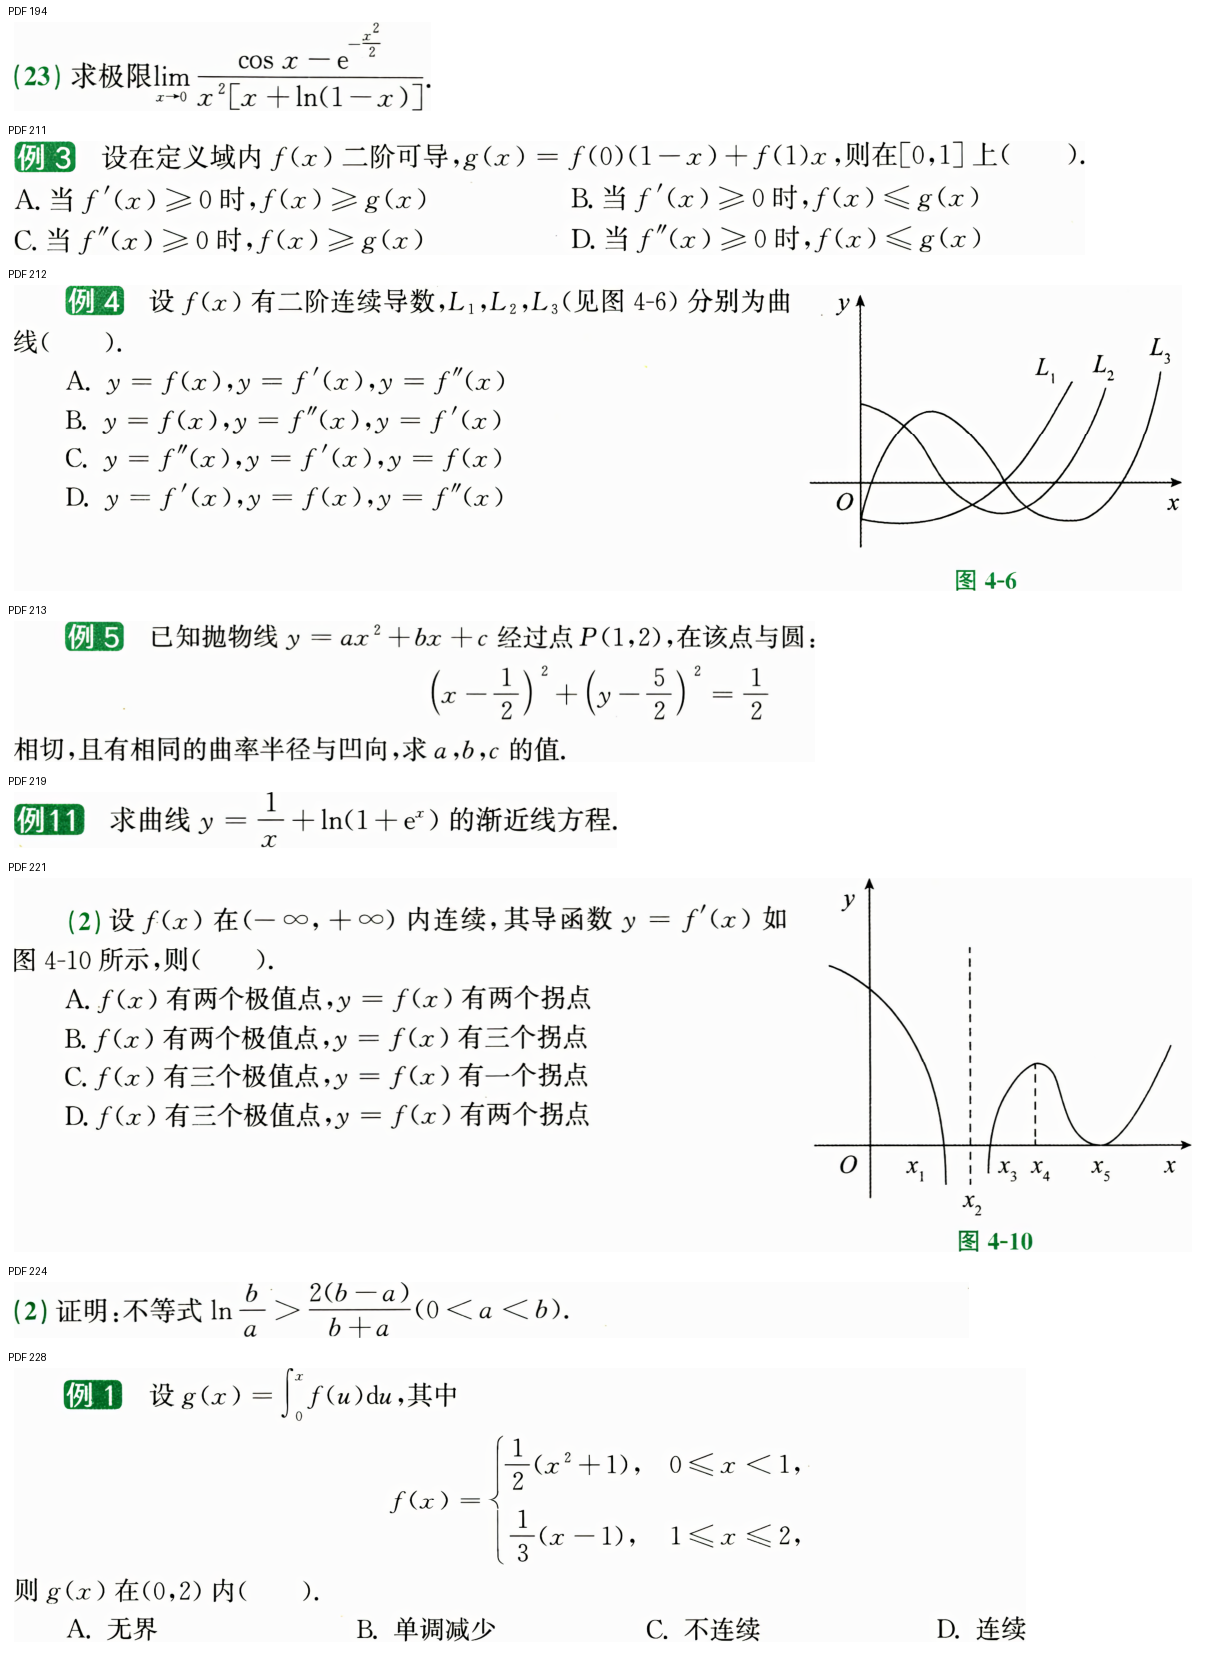 PDF 194
(23) 求极限 lim_{x→0} (cos x − e^{−x²/2}) / (x²[x + ln(1 − x)]).
PDF 211
例 3 设在定义域内 f(x) 二阶可导,g(x) = f(0)(1 − x) + f(1)x,则在[0,1] 上( ).
A. 当 f′(x) ⩾ 0 时,f(x) ⩾ g(x) B. 当 f′(x) ⩾ 0 时,f(x) ⩽ g(x)
C. 当 f″(x) ⩾ 0 时,f(x) ⩾ g(x) D. 当 f″(x) ⩾ 0 时,f(x) ⩽ g(x)
PDF 212
例 4 设 f(x) 有二阶连续导数,L₁,L₂,L₃(见图 4-6) 分别为曲
线( ).
A. y = f(x),y = f′(x),y = f″(x)
B. y = f(x),y = f″(x),y = f′(x)
C. y = f″(x),y = f′(x),y = f(x)
D. y = f′(x),y = f(x),y = f″(x)
y
L₁
L₂
L₃
O
x
图 4-6
PDF 213
例 5 已知抛物线 y = ax² + bx + c 经过点 P(1,2),在该点与圆:
(x − 1/2)² + (y − 5/2)² = 1/2
相切,且有相同的曲率半径与凹向,求 a,b,c 的值.
PDF 219
例11 求曲线 y = 1/x + ln(1 + eˣ) 的渐近线方程.
PDF 221
(2) 设 f(x) 在(− ∞, + ∞) 内连续,其导函数 y = f′(x) 如
图 4-10 所示,则( ).
A. f(x) 有两个极值点,y = f(x) 有两个拐点
B. f(x) 有两个极值点,y = f(x) 有三个拐点
C. f(x) 有三个极值点,y = f(x) 有一个拐点
D. f(x) 有三个极值点,y = f(x) 有两个拐点
y
O
x₁
x₂
x₃
x₄
x₅
x
图 4-10
PDF 224
(2) 证明:不等式 ln b/a > 2(b − a)/(b + a) (0 < a < b).
PDF 228
例 1 设 g(x) = ∫₀ˣ f(u)du,其中
f(x) = { 1/2 (x² + 1), 0 ⩽ x < 1,
1/3 (x − 1), 1 ⩽ x ⩽ 2,
则 g(x) 在(0,2) 内( ).
A. 无界 B. 单调减少 C. 不连续 D. 连续